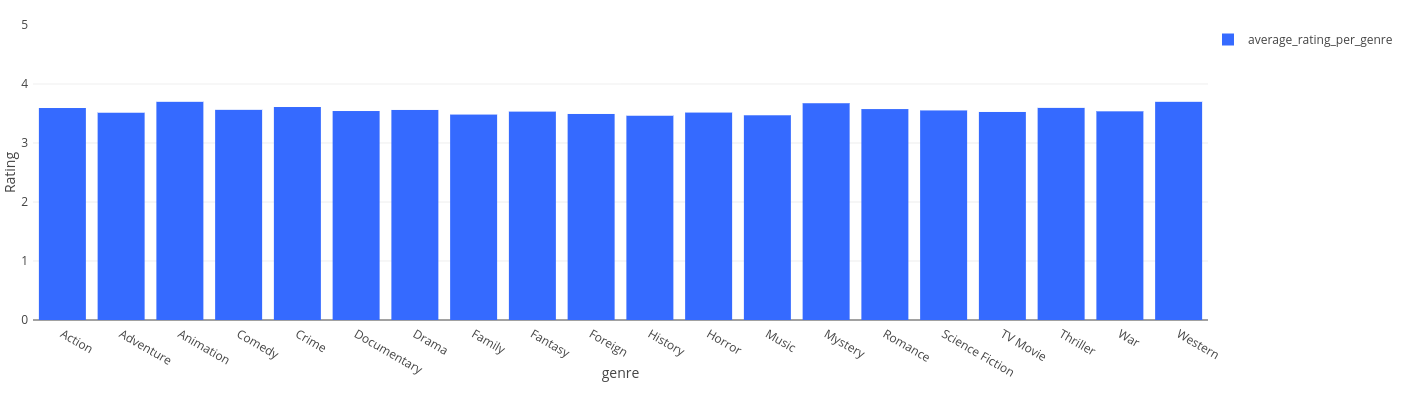 5
4
3
2
1
0
Rating
Action
Adventure
Animation
Comedy
Crime
Documentary
Drama
Family
Fantasy
Foreign
History
Horror
Music
Mystery
Romance
Science Fiction
TV Movie
Thriller
War
Western
genre
average_rating_per_genre